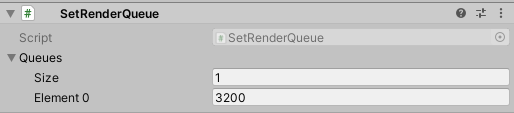 SetRenderQueue
Script SetRenderQueue
Queues
Size 1
Element 0 3200